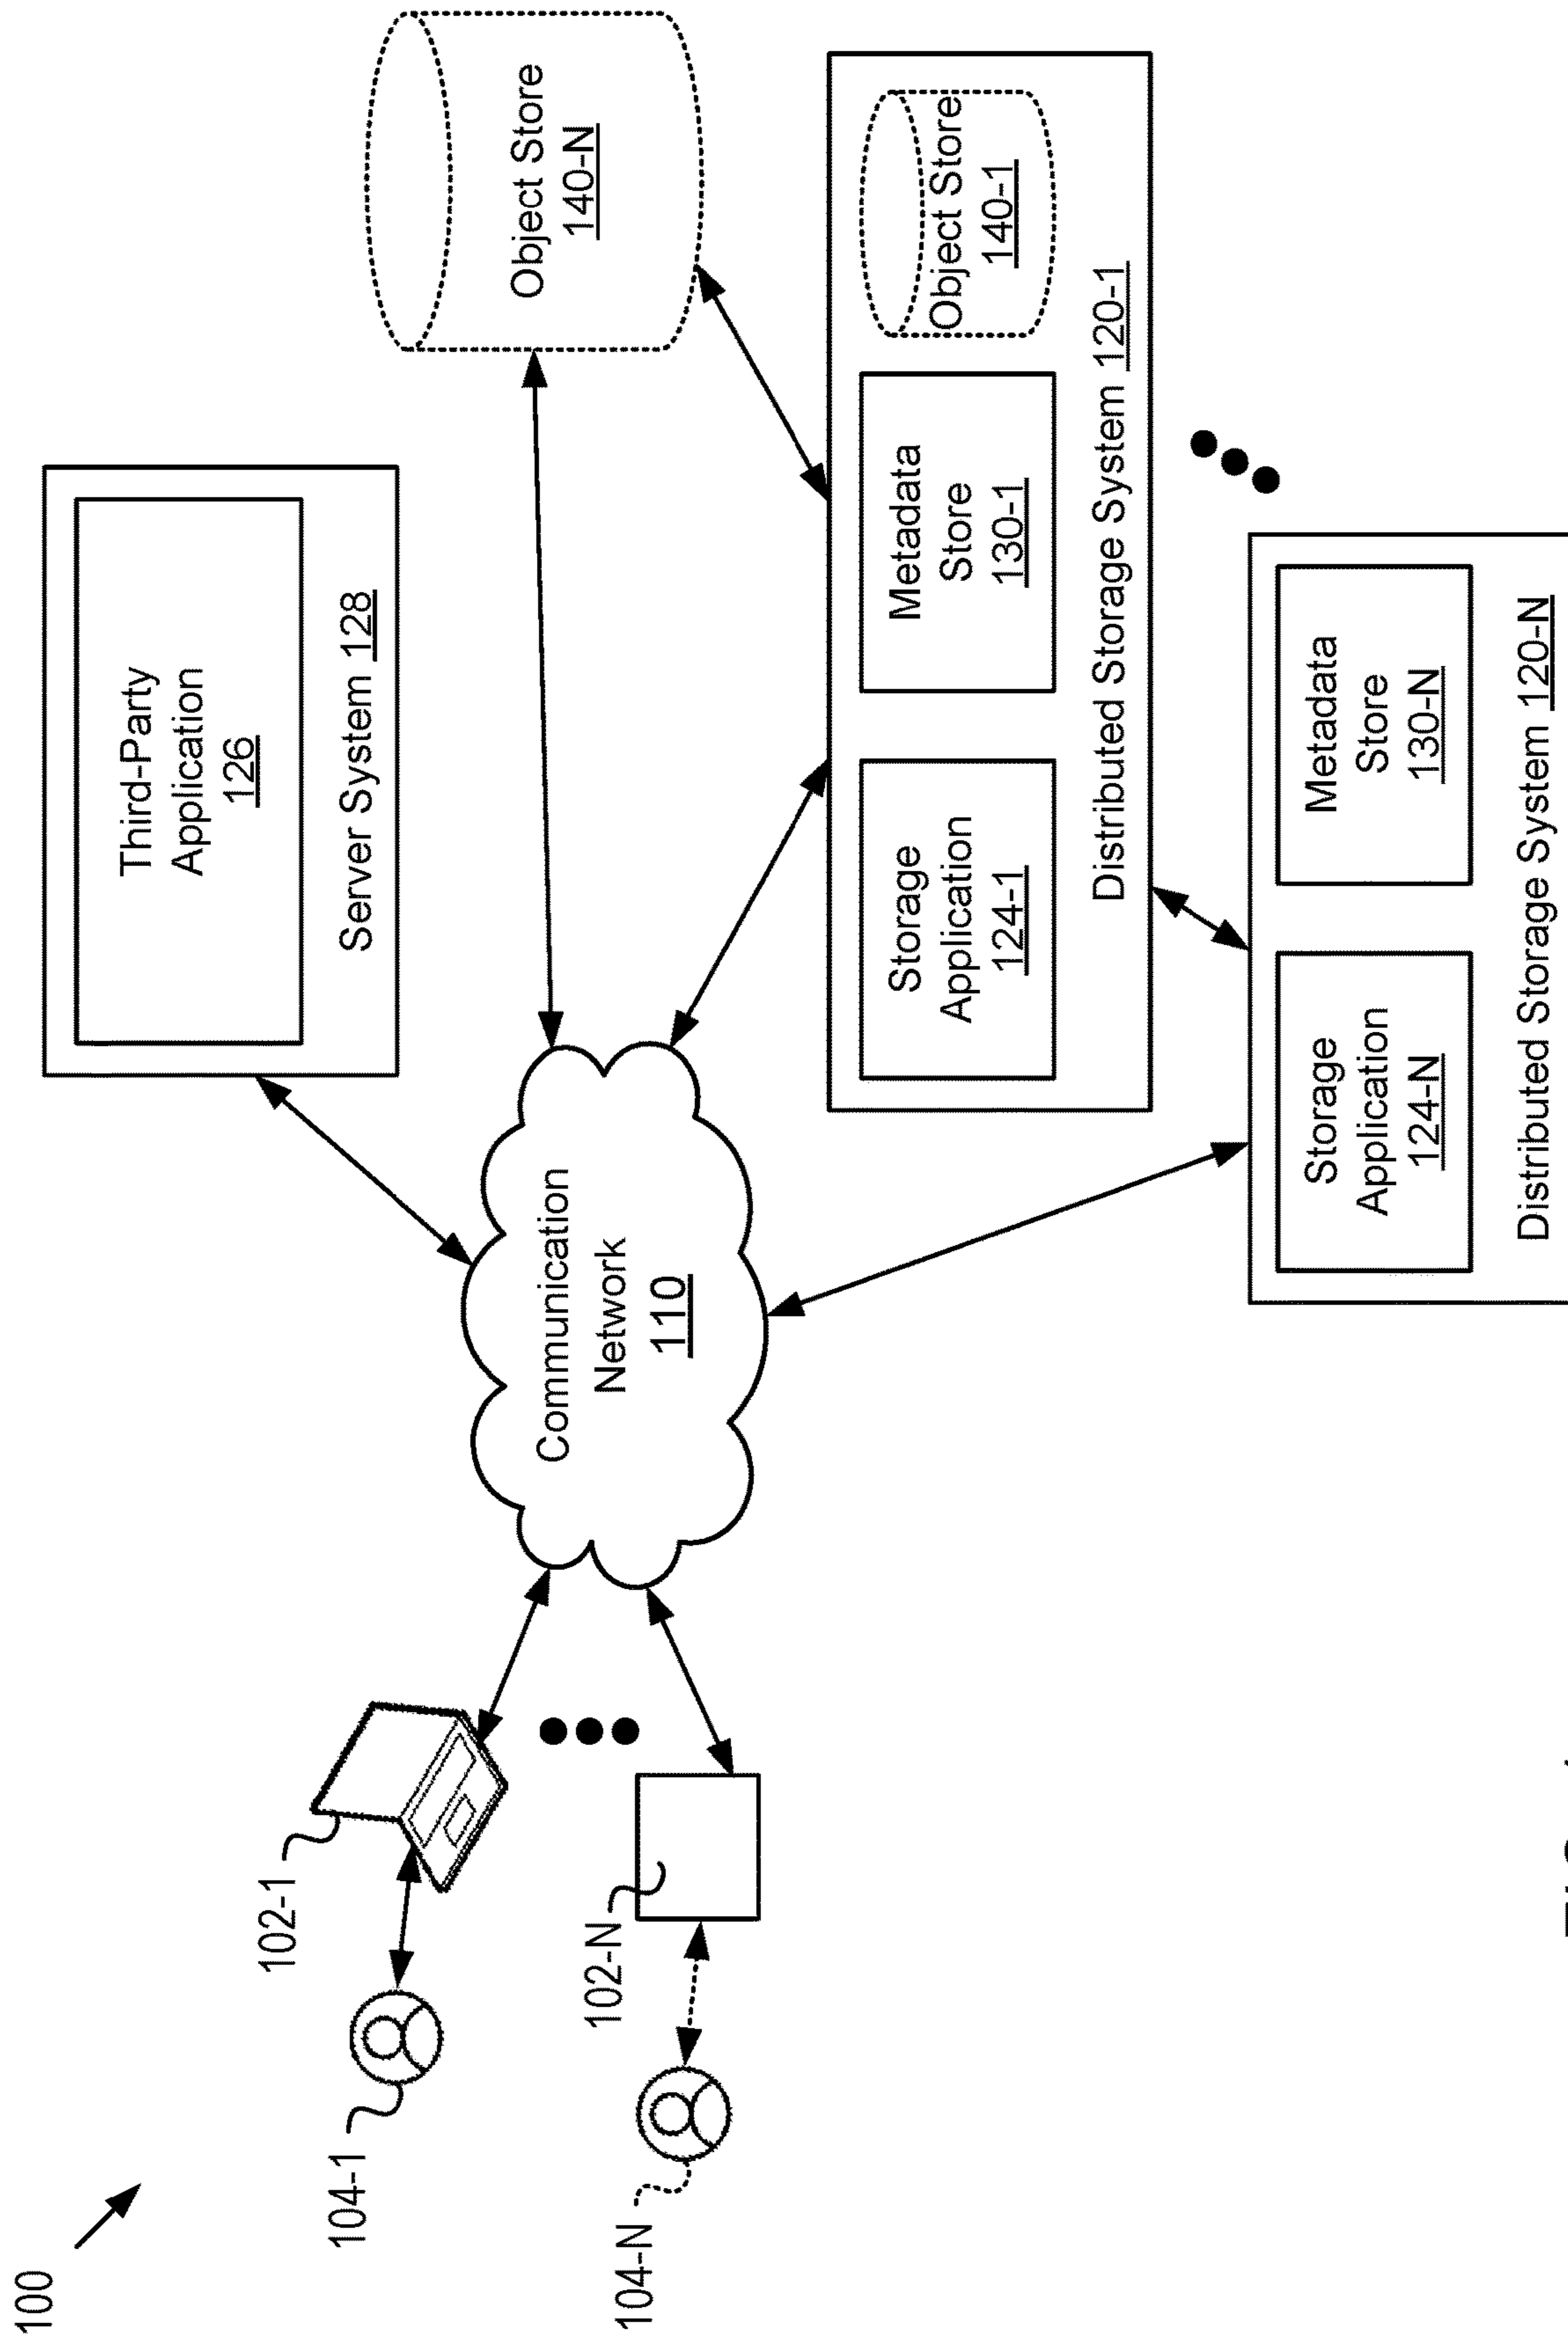 100
104-1
102-1
104-N
102-N
Communication
Network
110
Third-Party
Application
126
Server System 128
Object Store
140-N
Storage
Application
124-1
Metadata
Store
130-1
Object Store
140-1
Distributed Storage System 120-1
Storage
Application
124-N
Metadata
Store
130-N
Distributed Storage System 120-N